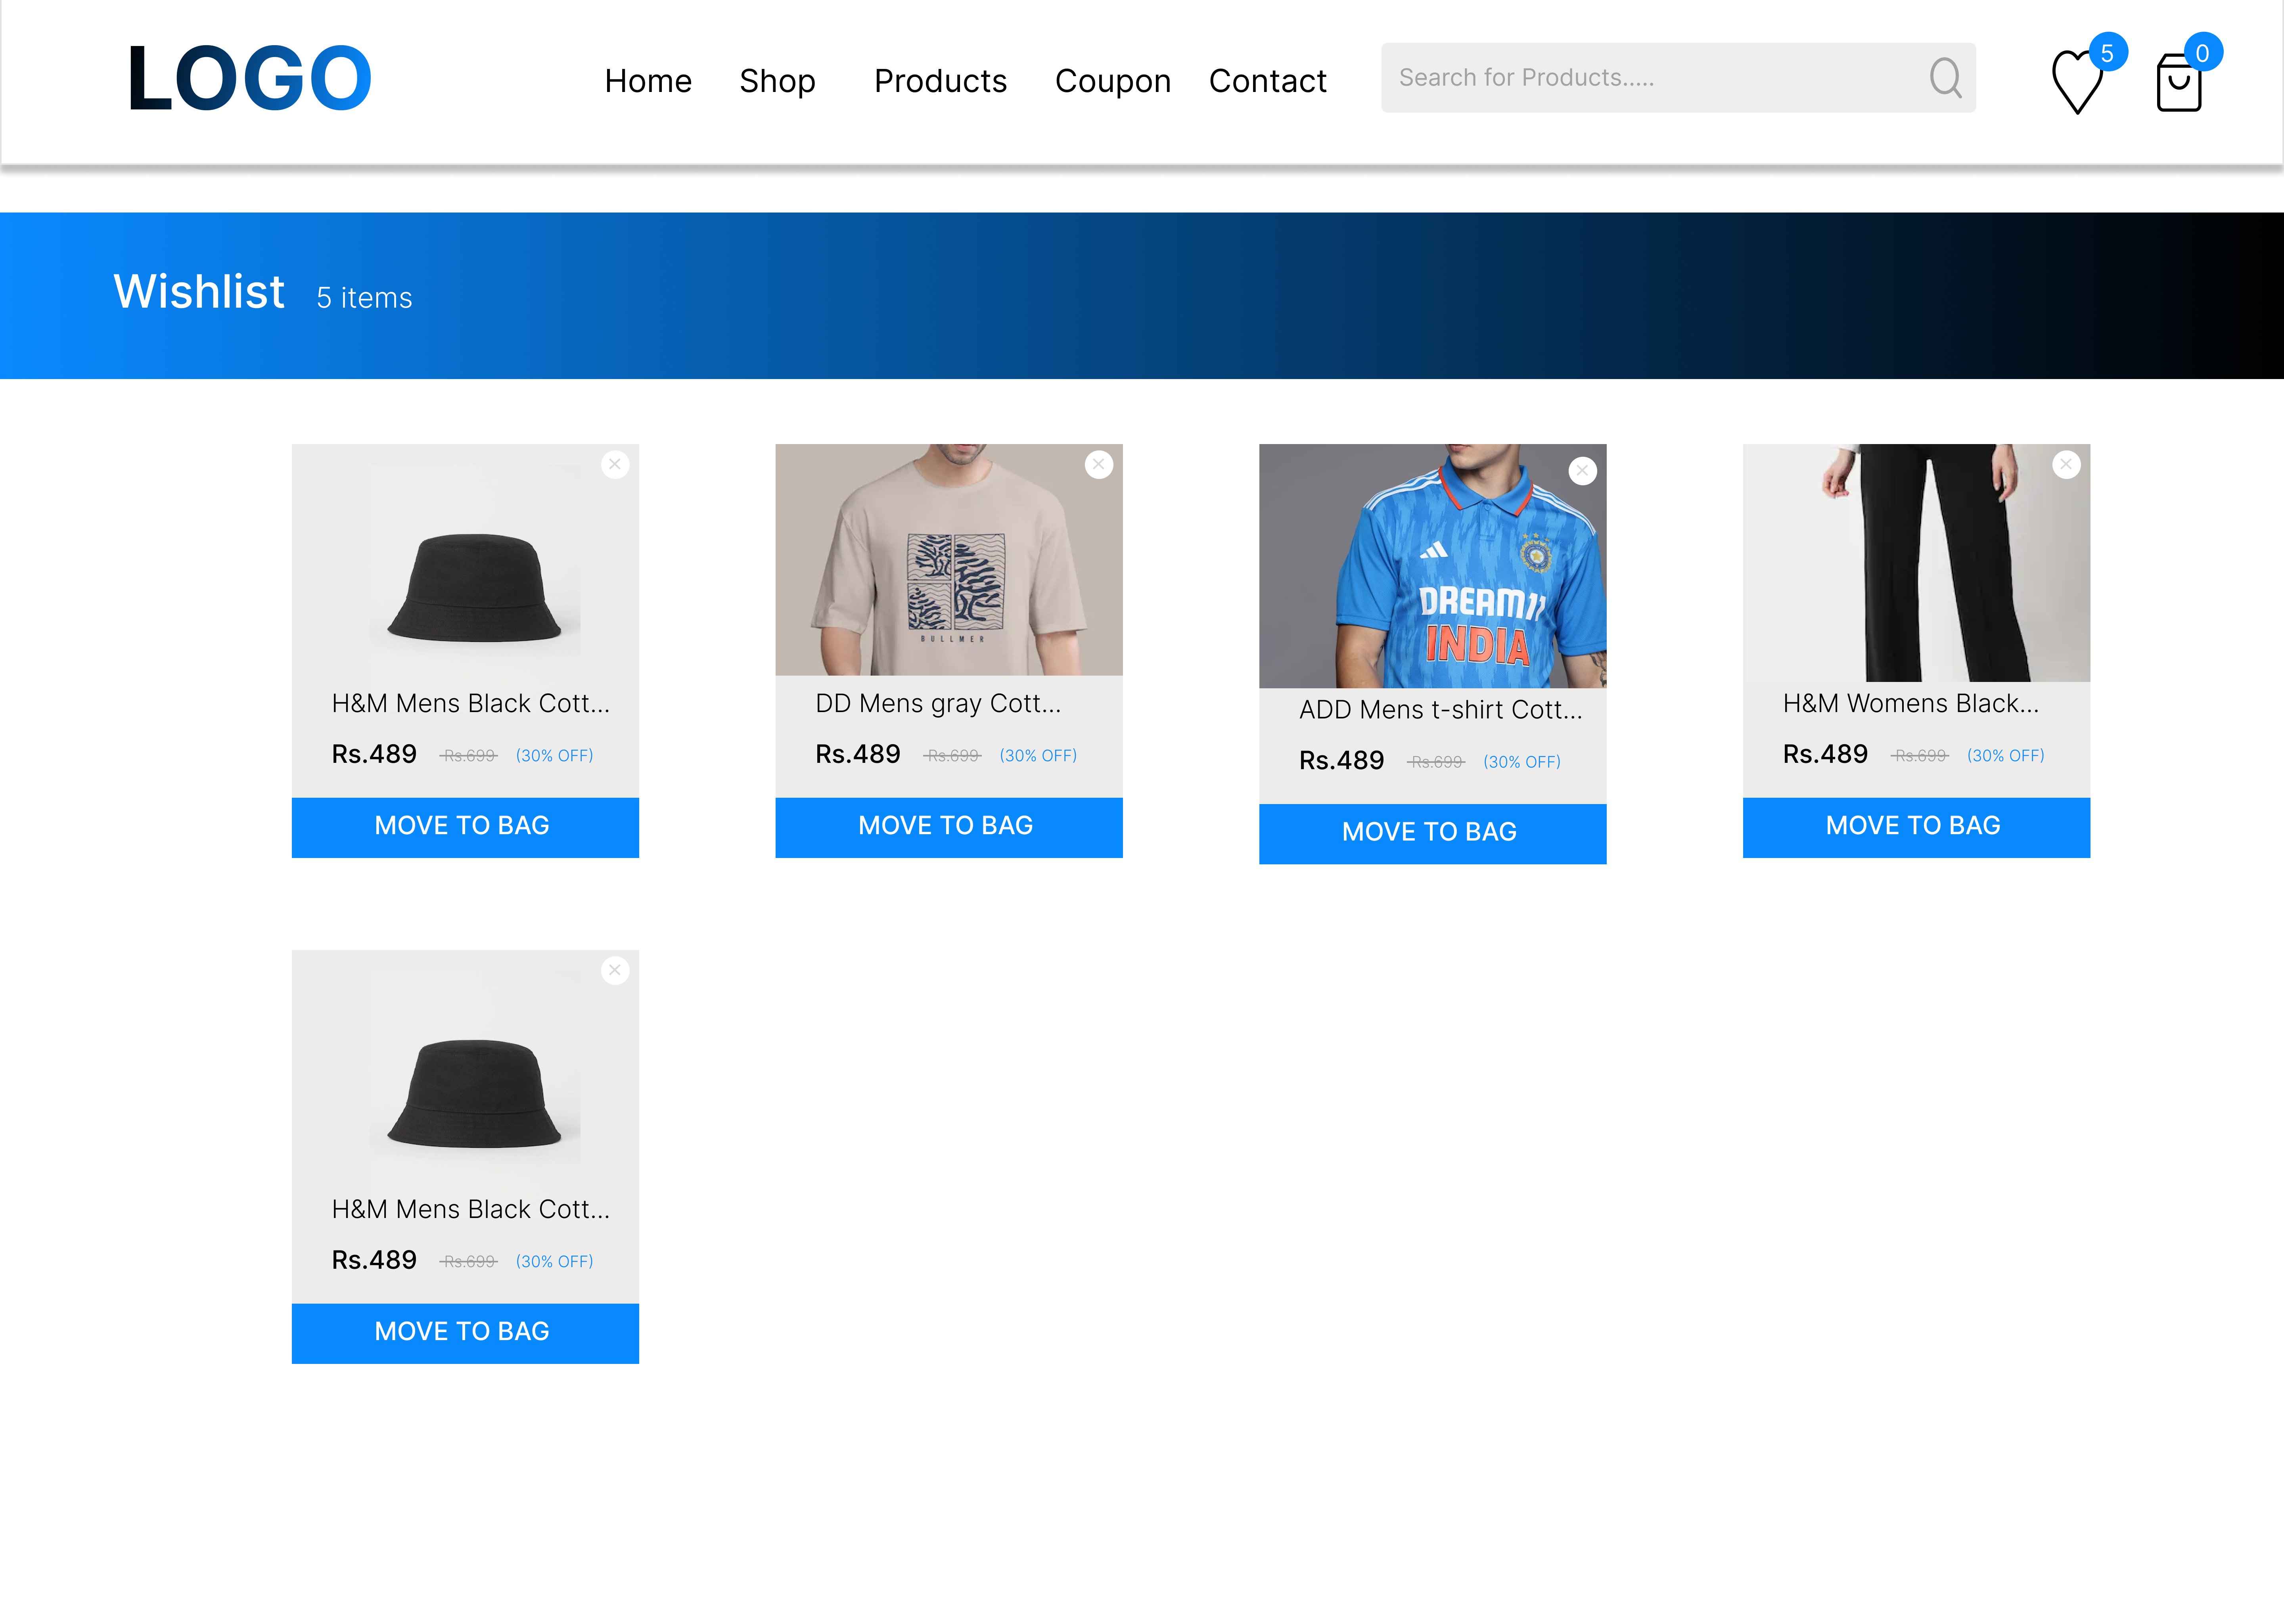 LOGO Home Shop Products Coupon Contact Search for Products..... 5 0
Wishlist 5 items
BULLMER
DREAM11
INDIA
H&M Mens Black Cott... DD Mens gray Cott... ADD Mens t-shirt Cott... H&M Womens Black...
Rs.489 Rs.699 (30% OFF) Rs.489 Rs.699 (30% OFF) Rs.489 Rs.699 (30% OFF) Rs.489 Rs.699 (30% OFF)
MOVE TO BAG MOVE TO BAG MOVE TO BAG MOVE TO BAG
H&M Mens Black Cott...
Rs.489 Rs.699 (30% OFF)
MOVE TO BAG